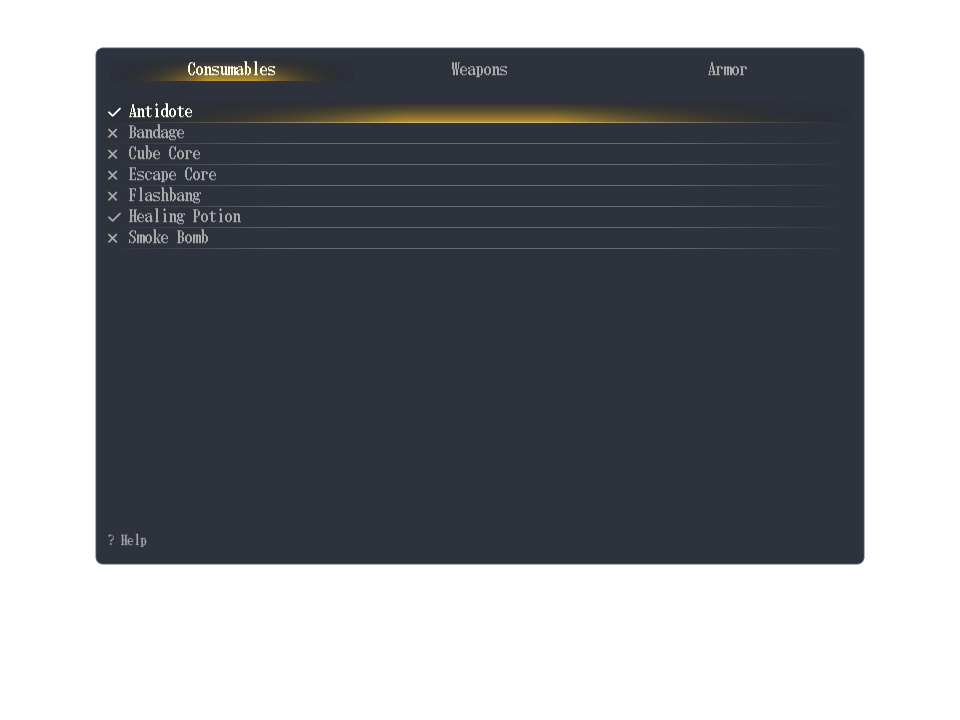 Consumables Weapons Armor
Antidote
Bandage
Cube Core
Escape Core
Flashbang
Healing Potion
Smoke Bomb
? Help